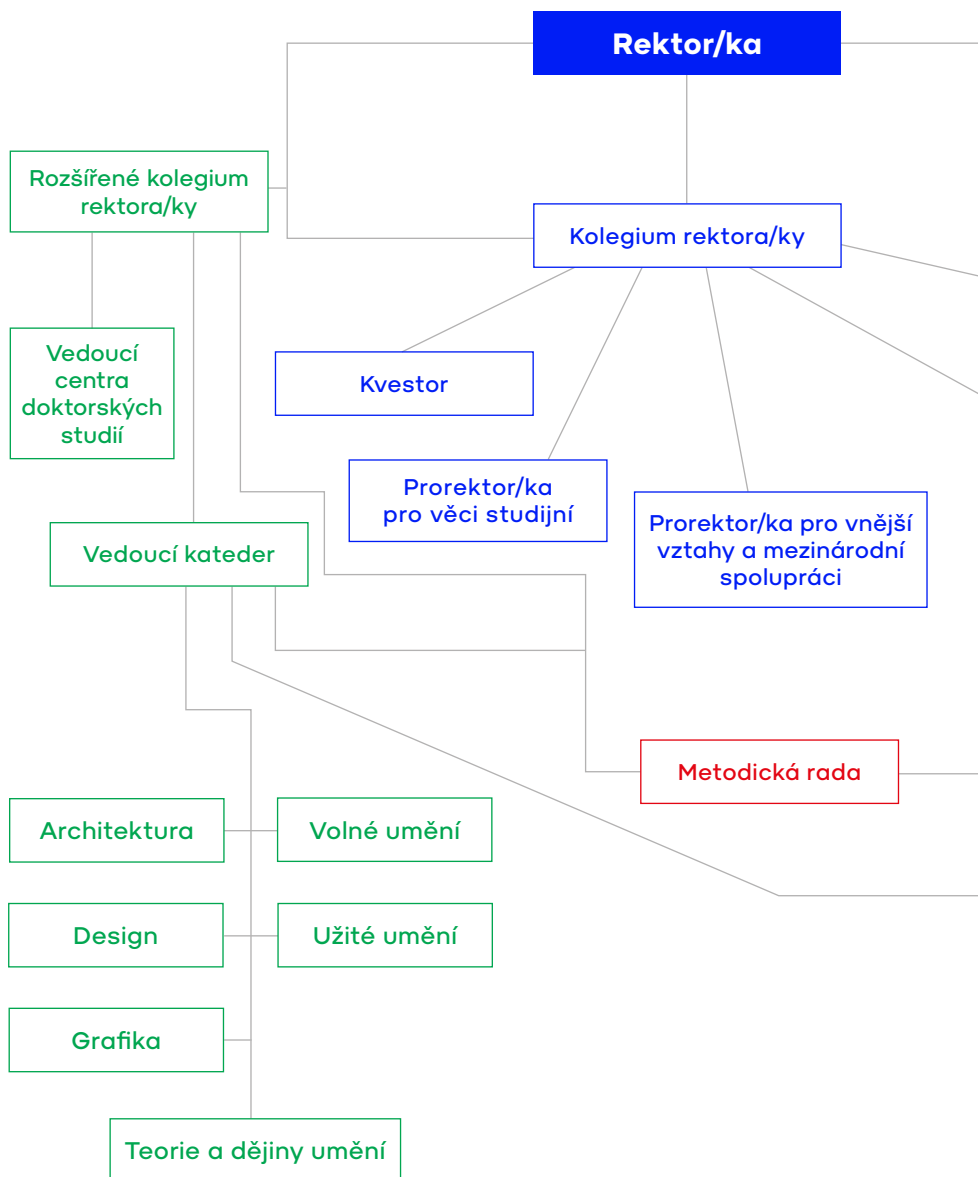 Rektor/ka
Rozšířené kolegium
rektora/ky
Kolegium rektora/ky
Vedoucí
centra
doktorských
studií
Kvestor
Prorektor/ka
pro věci studijní
Prorektor/ka pro vnější
vztahy a mezinárodní
spolupráci
Vedoucí kateder
Metodická rada
Architektura
Volné umění
Design
Užité umění
Grafika
Teorie a dějiny umění